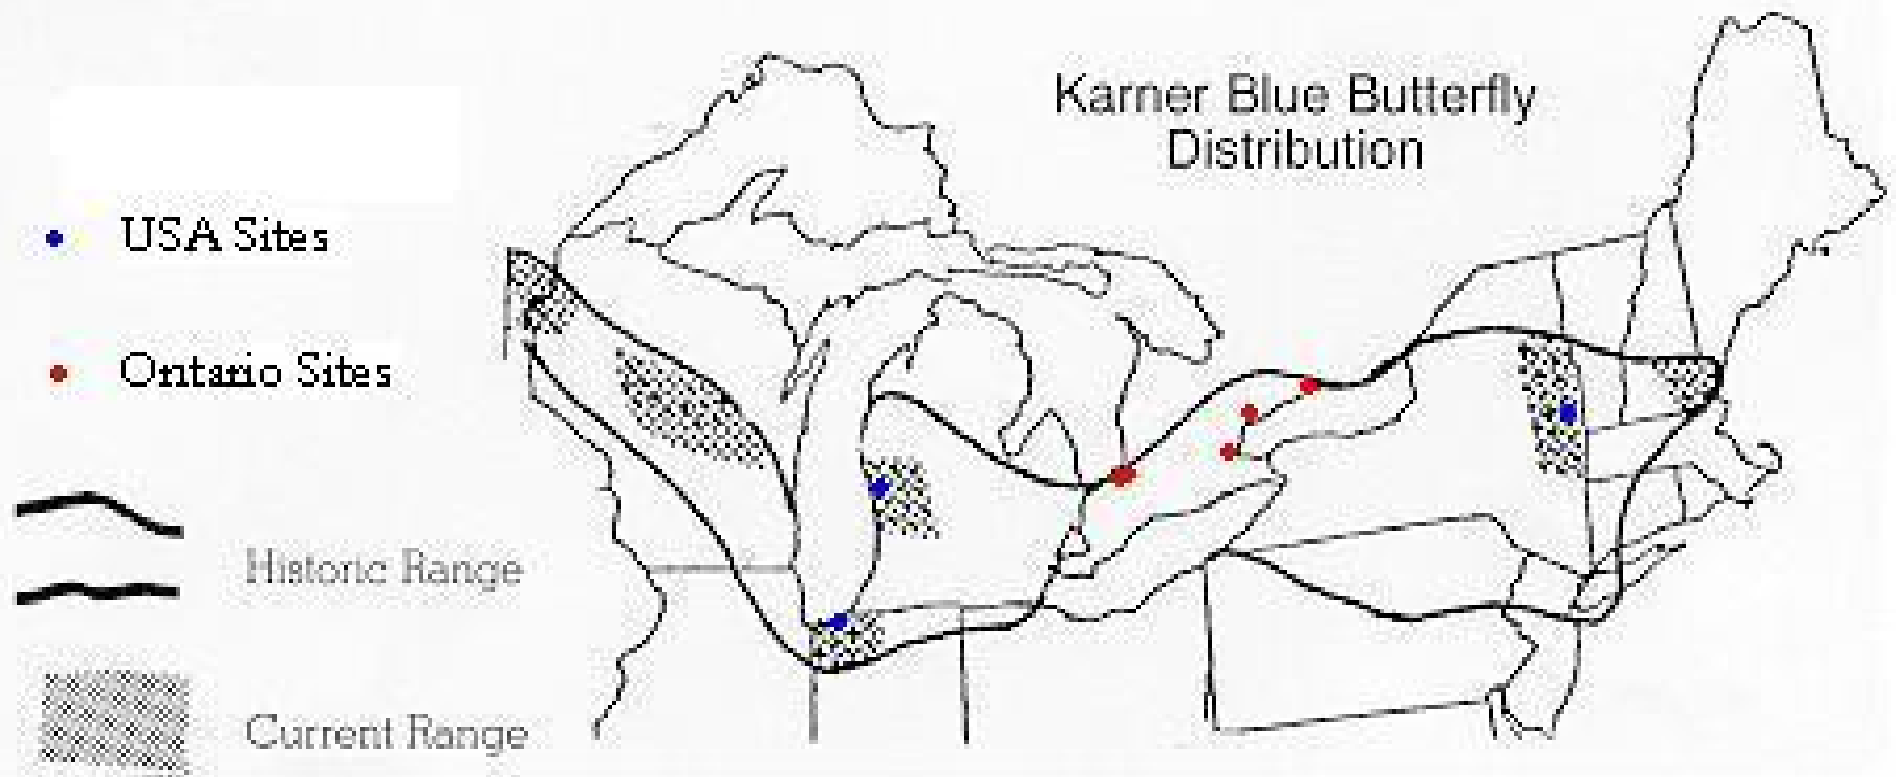 Karner Blue Butterfly
Distribution
USA Sites
Ontario Sites
Historic Range
Current Range